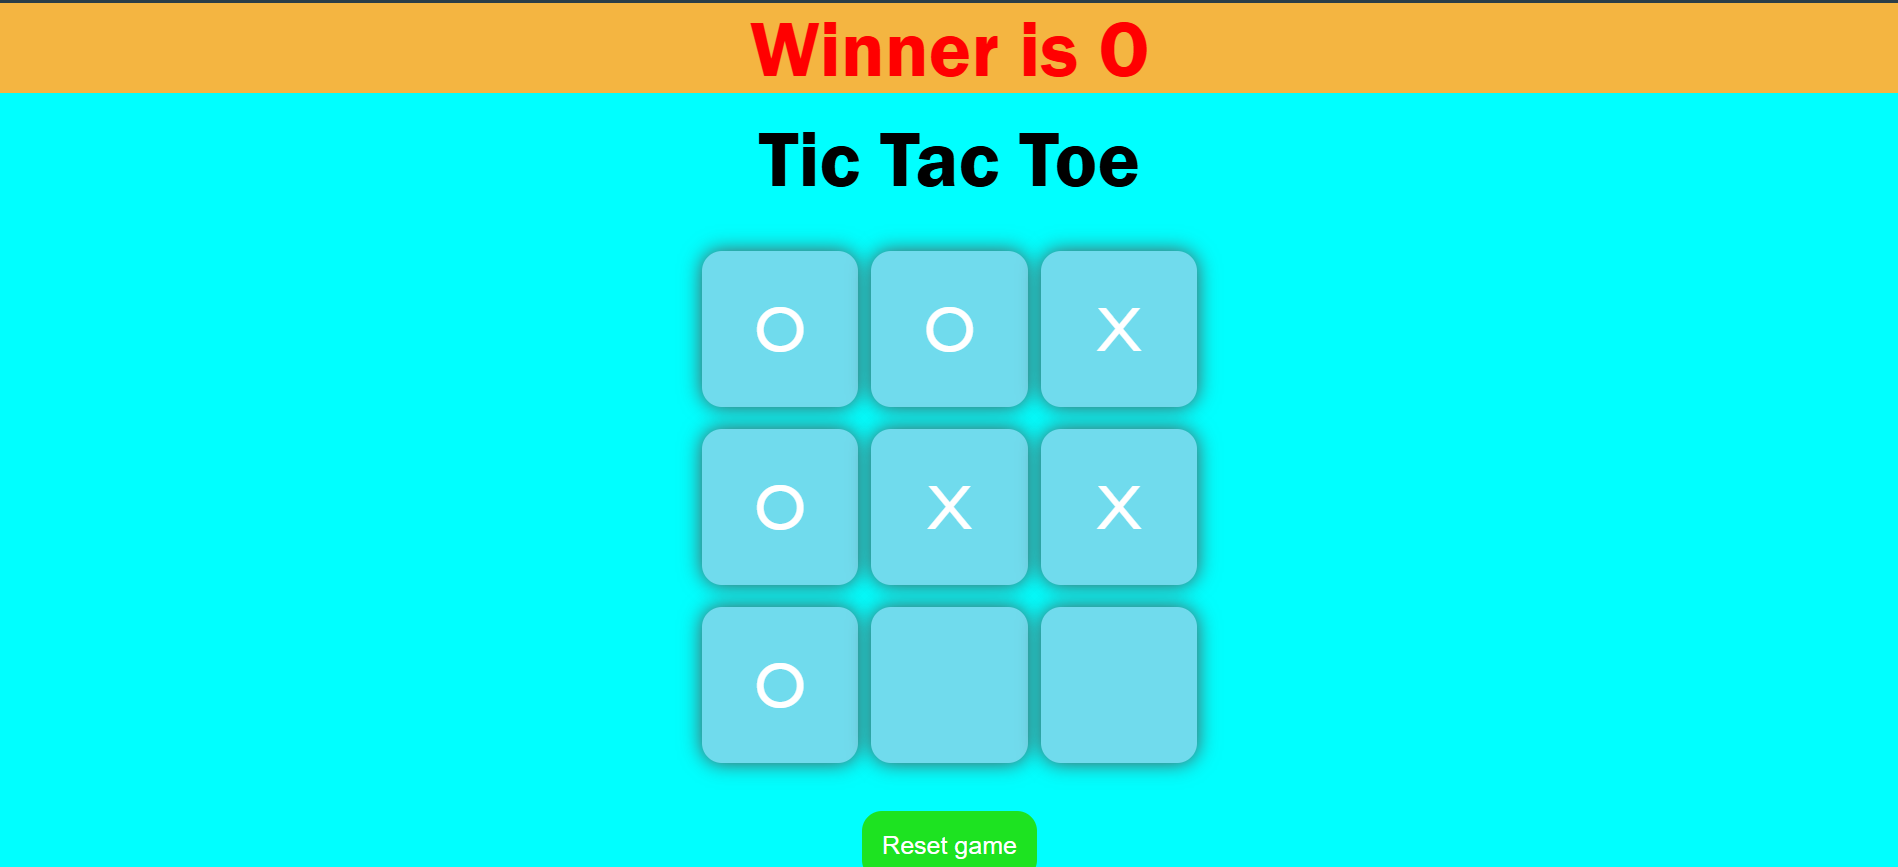 Winner is O
Tic Tac Toe
O O X
O X X
O
Reset game